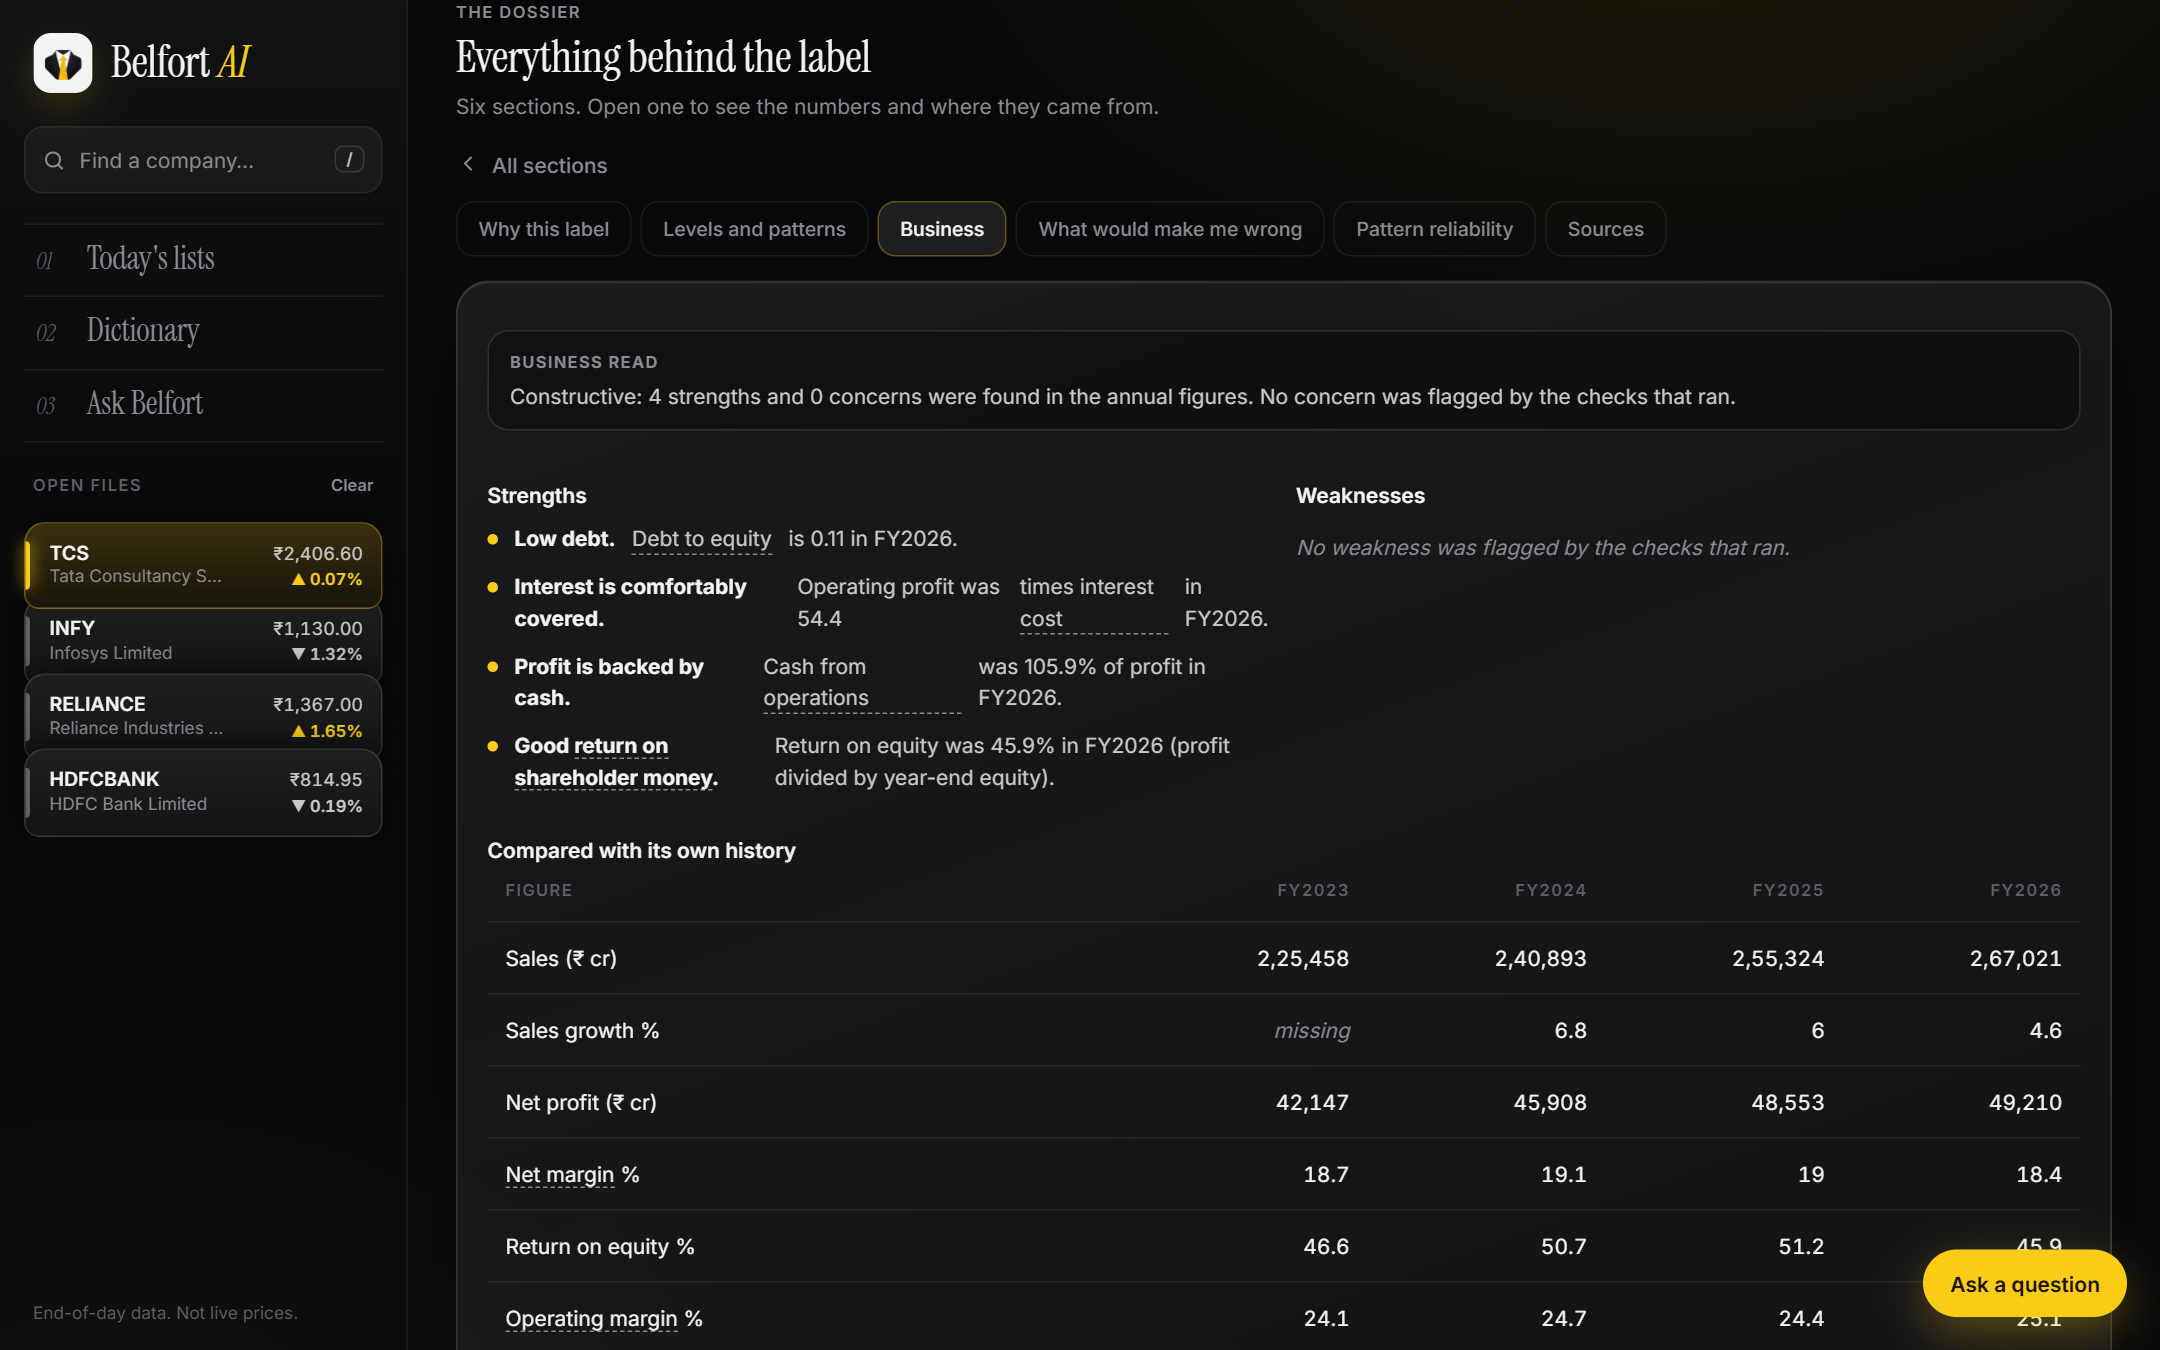 Belfort AI
Find a company... /
01 Today's lists
02 Dictionary
03 Ask Belfort
OPEN FILES Clear
TCS ₹2,406.60
Tata Consultancy S... ▲ 0.07%
INFY ₹1,130.00
Infosys Limited ▼ 1.32%
RELIANCE ₹1,367.00
Reliance Industries ... ▲ 1.65%
HDFCBANK ₹814.95
HDFC Bank Limited ▼ 0.19%
End-of-day data. Not live prices.
THE DOSSIER
Everything behind the label
Six sections. Open one to see the numbers and where they came from.
All sections
Why this label Levels and patterns Business What would make me wrong Pattern reliability Sources
BUSINESS READ
Constructive: 4 strengths and 0 concerns were found in the annual figures. No concern was flagged by the checks that ran.
Strengths
Low debt. Debt to equity is 0.11 in FY2026.
Interest is comfortably covered. Operating profit was 54.4 times interest cost in FY2026.
Profit is backed by cash. Cash from operations was 105.9% of profit in FY2026.
Good return on shareholder money. Return on equity was 45.9% in FY2026 (profit divided by year-end equity).
Weaknesses
No weakness was flagged by the checks that ran.
Compared with its own history
FIGURE FY2023 FY2024 FY2025 FY2026
Sales (₹ cr) 2,25,458 2,40,893 2,55,324 2,67,021
Sales growth % missing 6.8 6 4.6
Net profit (₹ cr) 42,147 45,908 48,553 49,210
Net margin % 18.7 19.1 19 18.4
Return on equity % 46.6 50.7 51.2 45.9
Operating margin % 24.1 24.7 24.4 25.1
Ask a question